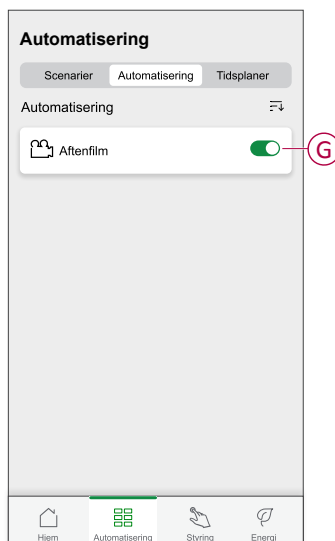 Automatisering
Scenarier Automatisering Tidsplaner
Automatisering
Aftenfilm
G
Hjem Automatisering Styring Energi